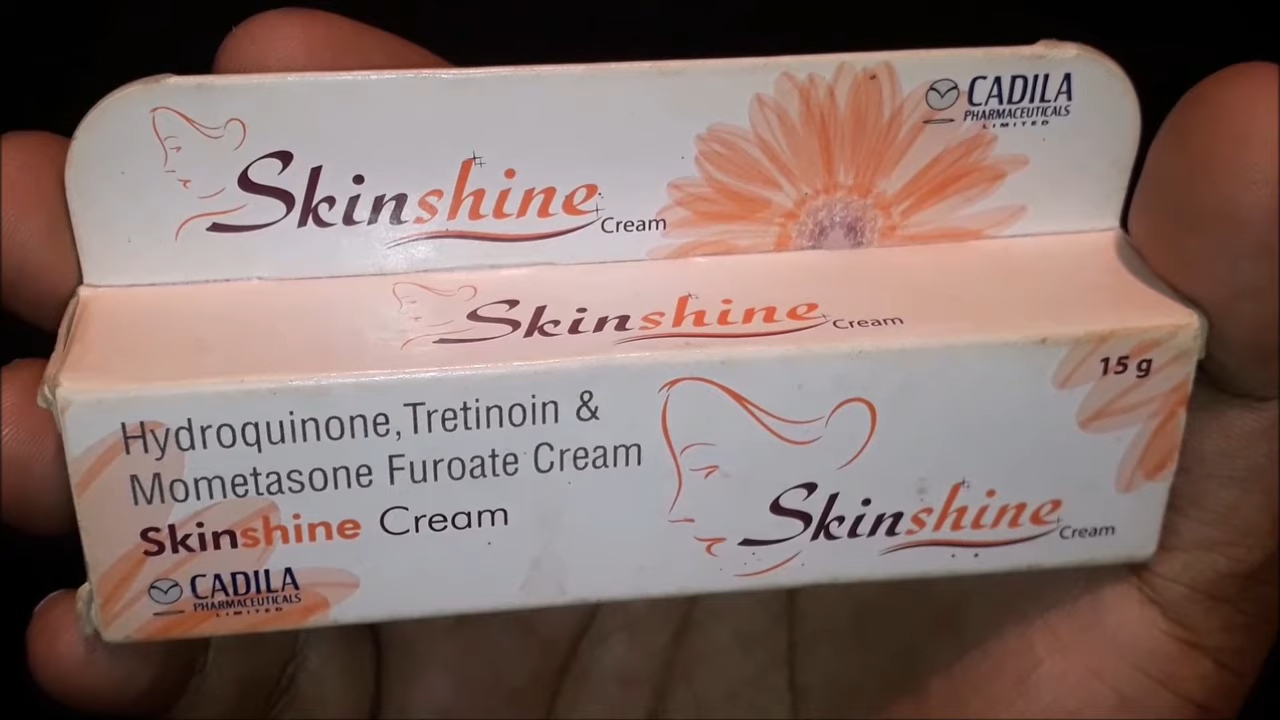 Skinshine Cream
CADILA
PHARMACEUTICALS
LIMITED
Skinshine Cream
15 g
Hydroquinone, Tretinoin &
Mometasone Furoate Cream
Skinshine Cream
CADILA
PHARMACEUTICALS
LIMITED
Skinshine Cream